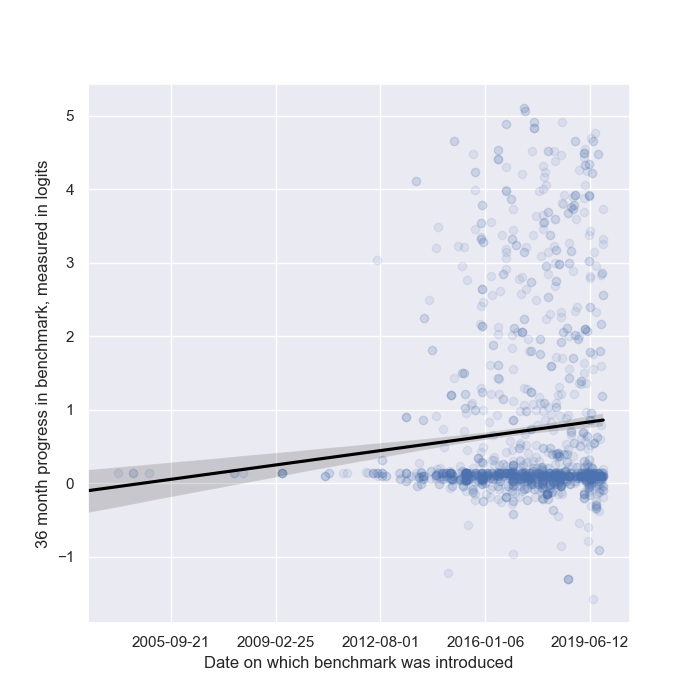 5
4
3
2
1
0
−1
36 month progress in benchmark, measured in logits
2005-09-21 2009-02-25 2012-08-01 2016-01-06 2019-06-12
Date on which benchmark was introduced